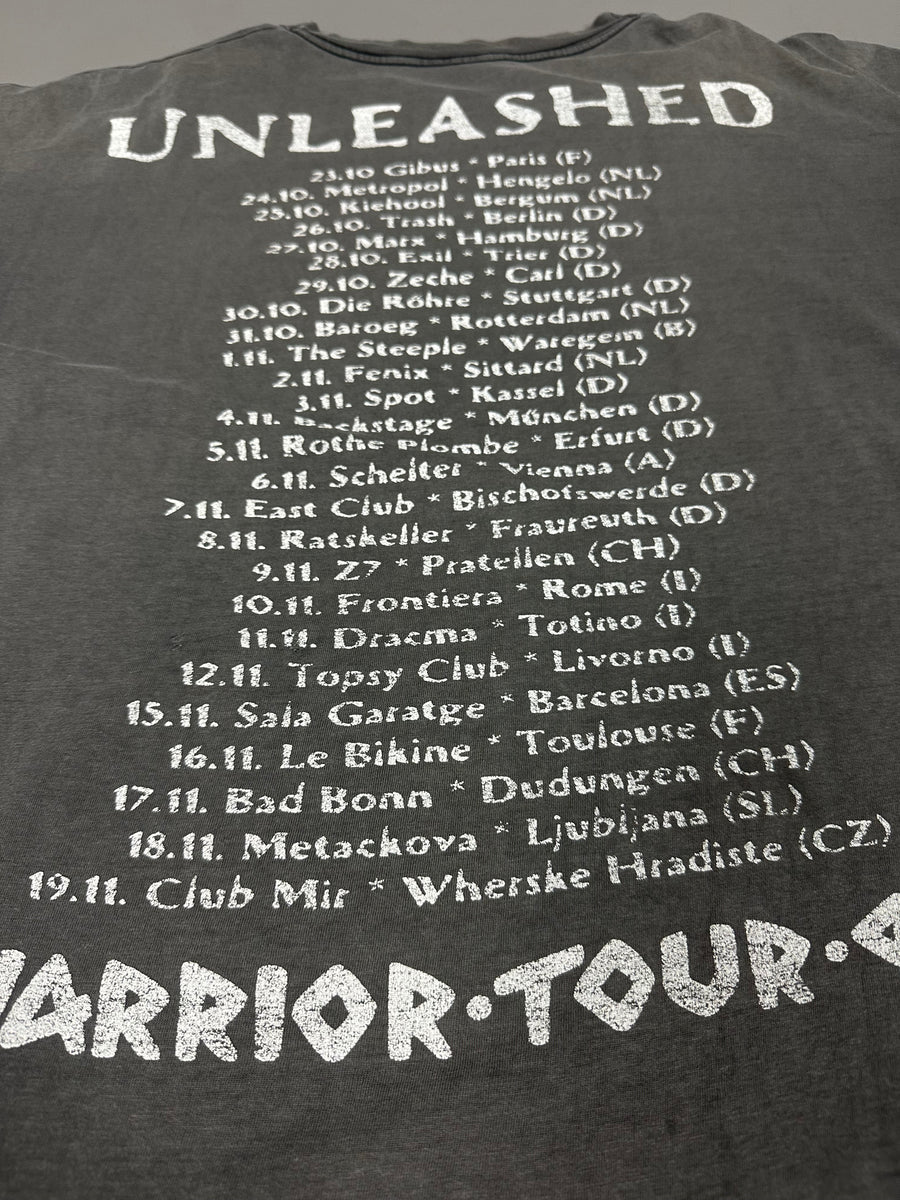 UNLEASHED
23.10 Gibus * Paris (F)
24.10. Metropol * Hengelo (NL)
25.10. Kiehool * Bergum (NL)
26.10. Trash * Berlin (D)
27.10. Marx * Hamburg (D)
28.10. Exil * Trier (D)
29.10. Zeche * Carl (D)
30.10. Die Röhre * Stuttgart (D)
31.10. Baroeg * Rotterdam (NL)
1.11. The Steeple * Waregem (B)
2.11. Fenix * Sittard (NL)
3.11. Spot * Kassel (D)
4.11. Backstage * München (D)
5.11. Rothe Plombe * Erfurt (D)
6.11. Schelter * Vienna (A)
7.11. East Club * Bischofswerde (D)
8.11. Ratskeller * Fraureuth (D)
9.11. Z7 * Pratellen (CH)
10.11. Frontiera * Rome (I)
11.11. Dracma * Totino (I)
12.11. Topsy Club * Livorno (I)
15.11. Sala Garatge * Barcelona (ES)
16.11. Le Bikine * Toulouse (F)
17.11. Bad Bonn * Dudungen (CH)
18.11. Metackova * Ljubljana (SL)
19.11. Club Mir * Wherske Hradiste (CZ)
WARRIOR·TOUR·